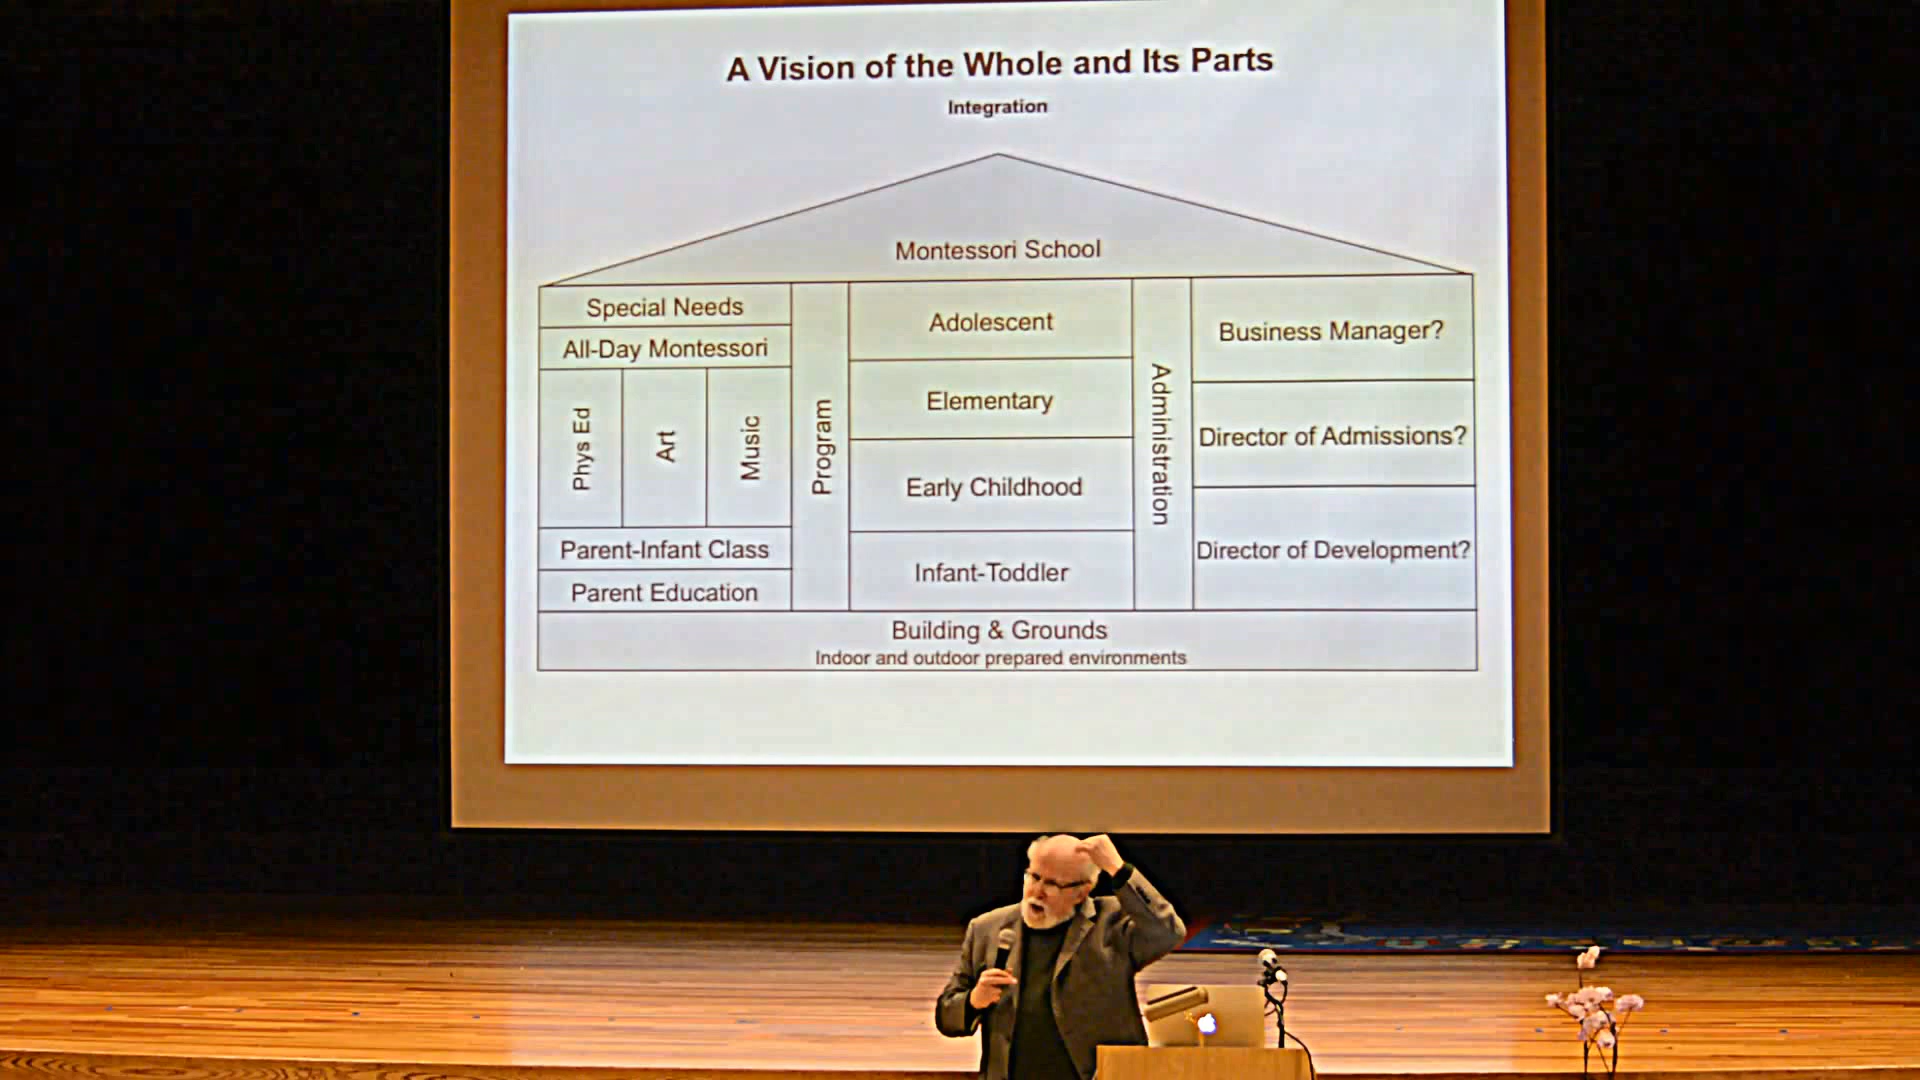 A Vision of the Whole and Its Parts
Integration
Montessori School
Special Needs
All-Day Montessori
Phys Ed
Art
Music
Parent-Infant Class
Parent Education
Program
Adolescent
Elementary
Early Childhood
Infant-Toddler
Administration
Business Manager?
Director of Admissions?
Director of Development?
Building & Grounds
Indoor and outdoor prepared environments